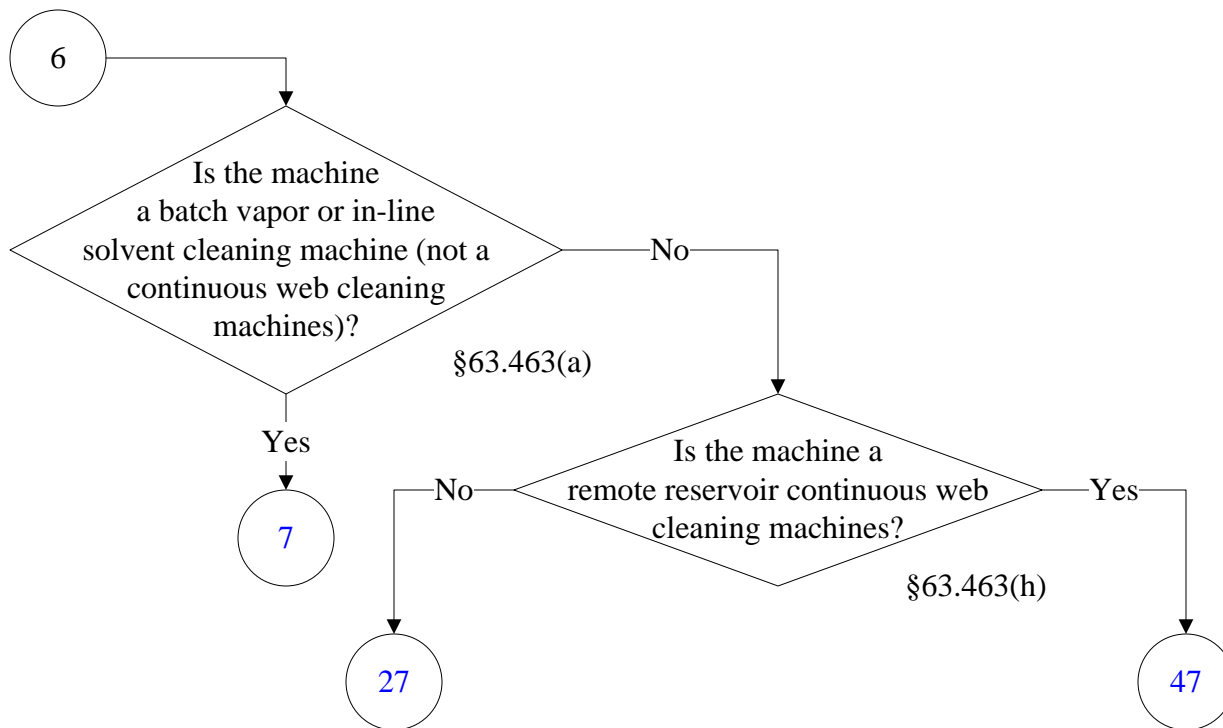 6
Is the machine
a batch vapor or in-line
solvent cleaning machine (not a
continuous web cleaning
machines)?
No
§63.463(a)
Yes
7
Is the machine a
remote reservoir continuous web
cleaning machines?
No
Yes
§63.463(h)
27
47